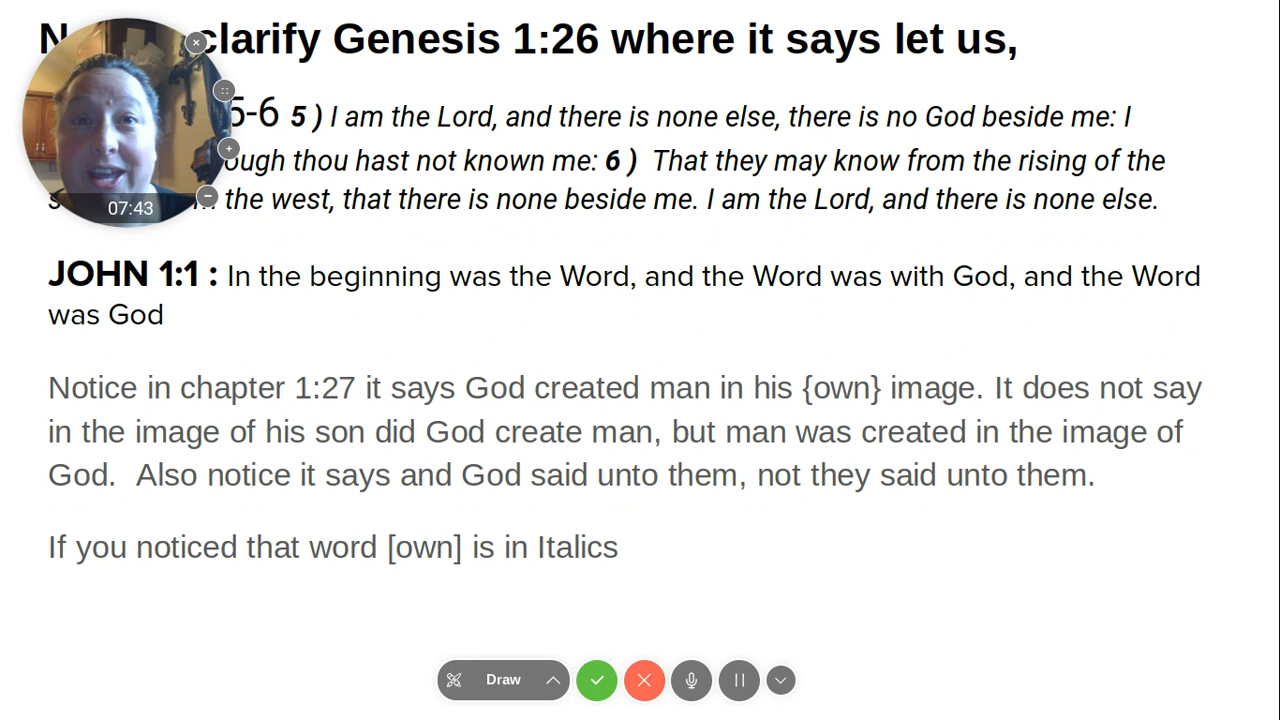 clarify Genesis 1:26 where it says let us,
5-6 5 ) I am the Lord, and there is none else, there is no God beside me: I
thou hast not known me: 6 ) That they may know from the rising of the
the west, that there is none beside me. I am the Lord, and there is none else.
07:43
JOHN 1:1 : In the beginning was the Word, and the Word was with God, and the Word
was God
Notice in chapter 1:27 it says God created man in his {own} image. It does not say
in the image of his son did God create man, but man was created in the image of
God. Also notice it says and God said unto them, not they said unto them.
If you noticed that word [own] is in Italics
Draw